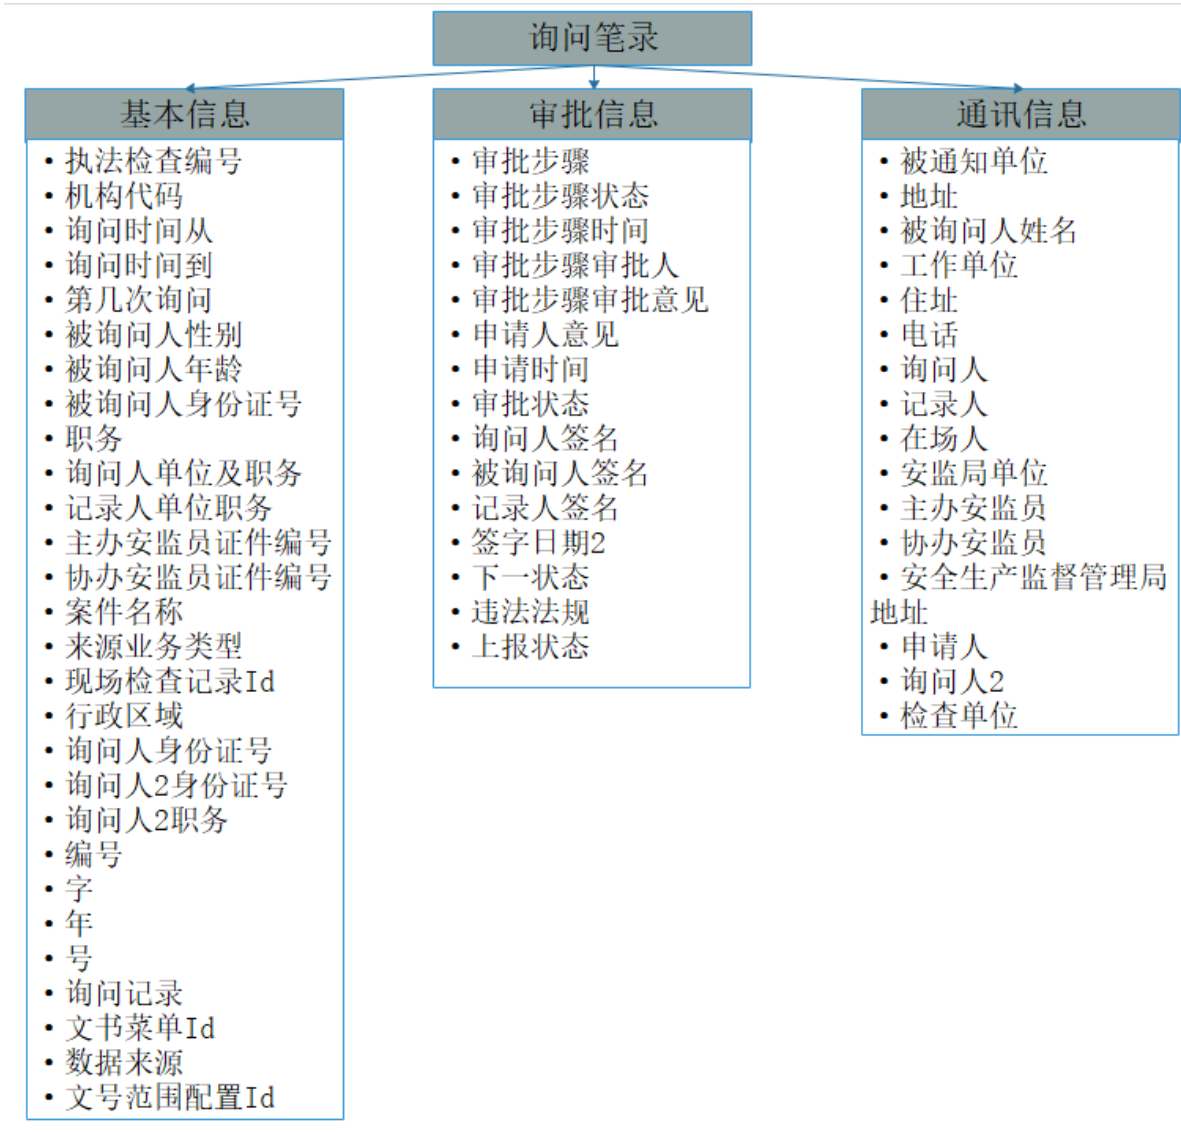 询问笔录
基本信息
• 执法检查编号
• 机构代码
• 询问时间从
• 询问时间到
• 第几次询问
• 被询问人性别
• 被询问人年龄
• 被询问人身份证号
• 职务
• 询问人单位及职务
• 记录人单位职务
• 主办安监员证件编号
• 协办安监员证件编号
• 案件名称
• 来源业务类型
• 现场检查记录Id
• 行政区域
• 询问人身份证号
• 询问人2身份证号
• 询问人2职务
• 编号
• 字
• 年
• 号
• 询问记录
• 文书菜单Id
• 数据来源
• 文号范围配置Id
审批信息
• 审批步骤
• 审批步骤状态
• 审批步骤时间
• 审批步骤审批人
• 审批步骤审批意见
• 申请人意见
• 申请时间
• 审批状态
• 询问人签名
• 被询问人签名
• 记录人签名
• 签字日期2
• 下一状态
• 违法法规
• 上报状态
通讯信息
• 被通知单位
• 地址
• 被询问人姓名
• 工作单位
• 住址
• 电话
• 询问人
• 记录人
• 在场人
• 安监局单位
• 主办安监员
• 协办安监员
• 安全生产监督管理局
地址
• 申请人
• 询问人2
• 检查单位